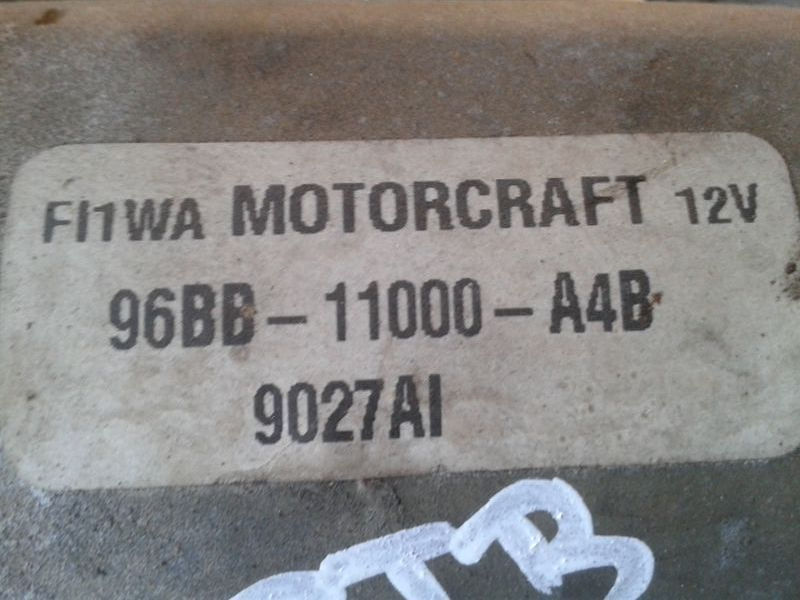 FI1WA MOTORCRAFT 12V
96BB-11000-A4B
9027AI